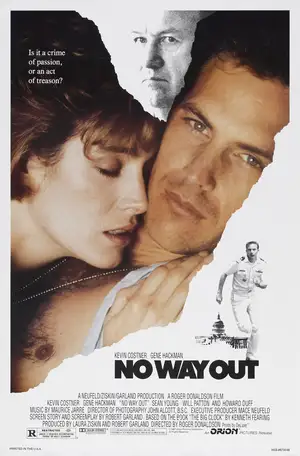 Is it a crime
of passion,
or an act
of treason?
KEVIN COSTNER GENE HACKMAN
NO WAY OUT
A NEUFELD/ZISKIN/GARLAND PRODUCTION A ROGER DONALDSON FILM
KEVIN COSTNER GENE HACKMAN "NO WAY OUT" SEAN YOUNG WILL PATTON AND HOWARD DUFF
MUSIC BY MAURICE JARRE DIRECTOR OF PHOTOGRAPHY JOHN ALCOTT, B.S.C. EXECUTIVE PRODUCER MACE NEUFELD
SCREEN STORY AND SCREENPLAY BY ROBERT GARLAND BASED ON THE BOOK "THE BIG CLOCK" BY KENNETH FEARING
PRODUCED BY LAURA ZISKIN AND ROBERT GARLAND DIRECTED BY ROGER DONALDSON
R RESTRICTED
AN ORION PICTURES RELEASE